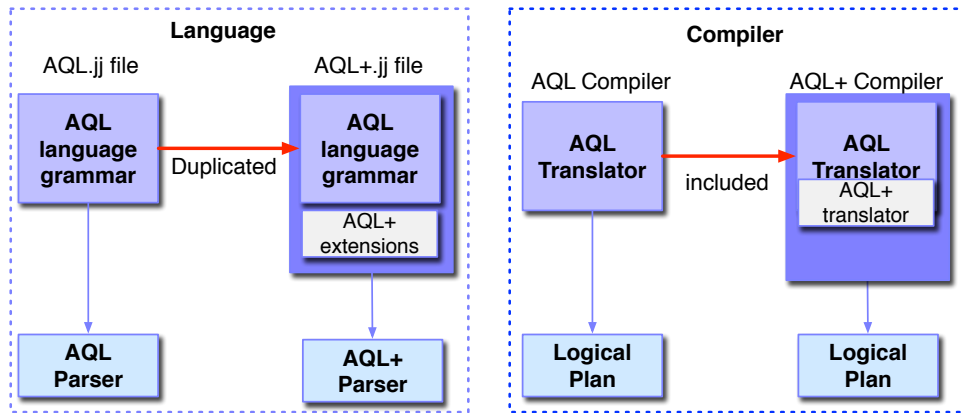 Language
AQL.jj file
AQL+.jj file
AQL
language
grammar
Duplicated
AQL
language
grammar
AQL+
extensions
AQL
Parser
AQL+
Parser
Compiler
AQL Compiler
AQL+ Compiler
AQL
Translator
included
AQL
Translator
AQL+
translator
Logical
Plan
Logical
Plan